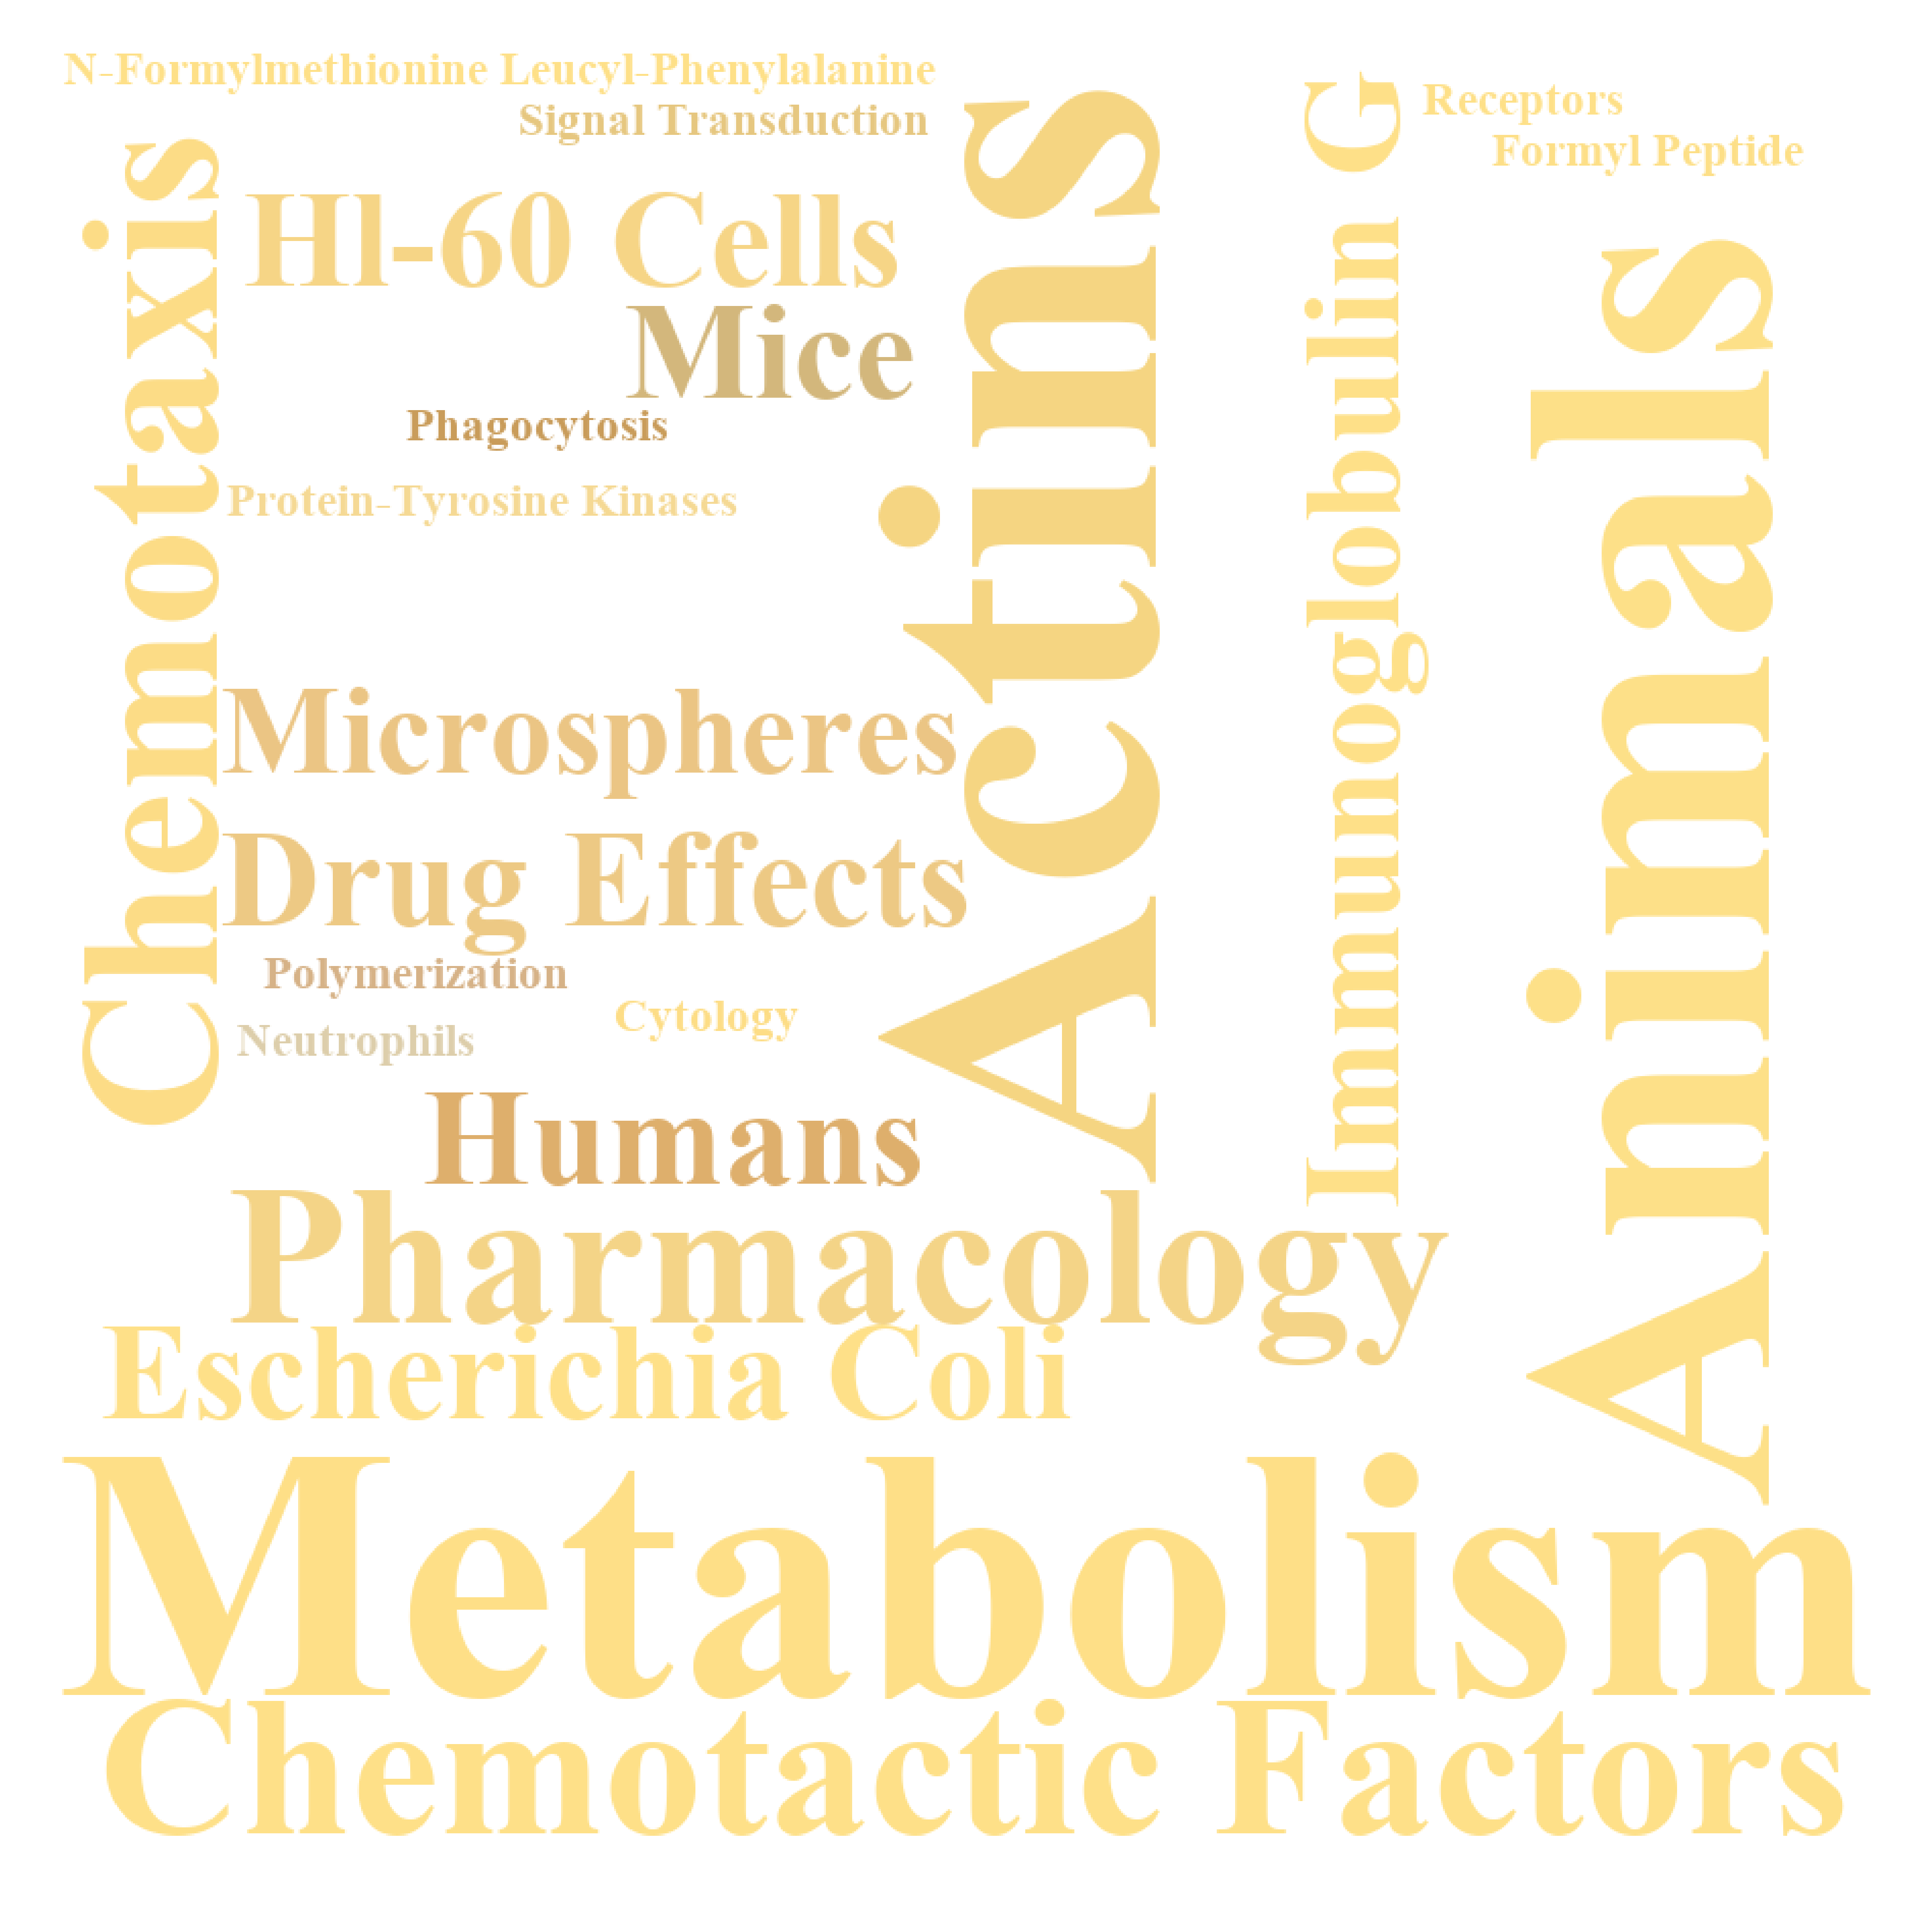 N-Formylmethionine Leucyl-Phenylalanine
Signal Transduction
Receptors
Formyl Peptide
Chemotaxis
Hl-60 Cells
Mice
Phagocytosis
Protein-Tyrosine Kinases
Actins
Immunoglobulin G
Animals
Microspheres
Drug Effects
Polymerization
Cytology
Neutrophils
Humans
Pharmacology
Escherichia Coli
Metabolism
Chemotactic Factors